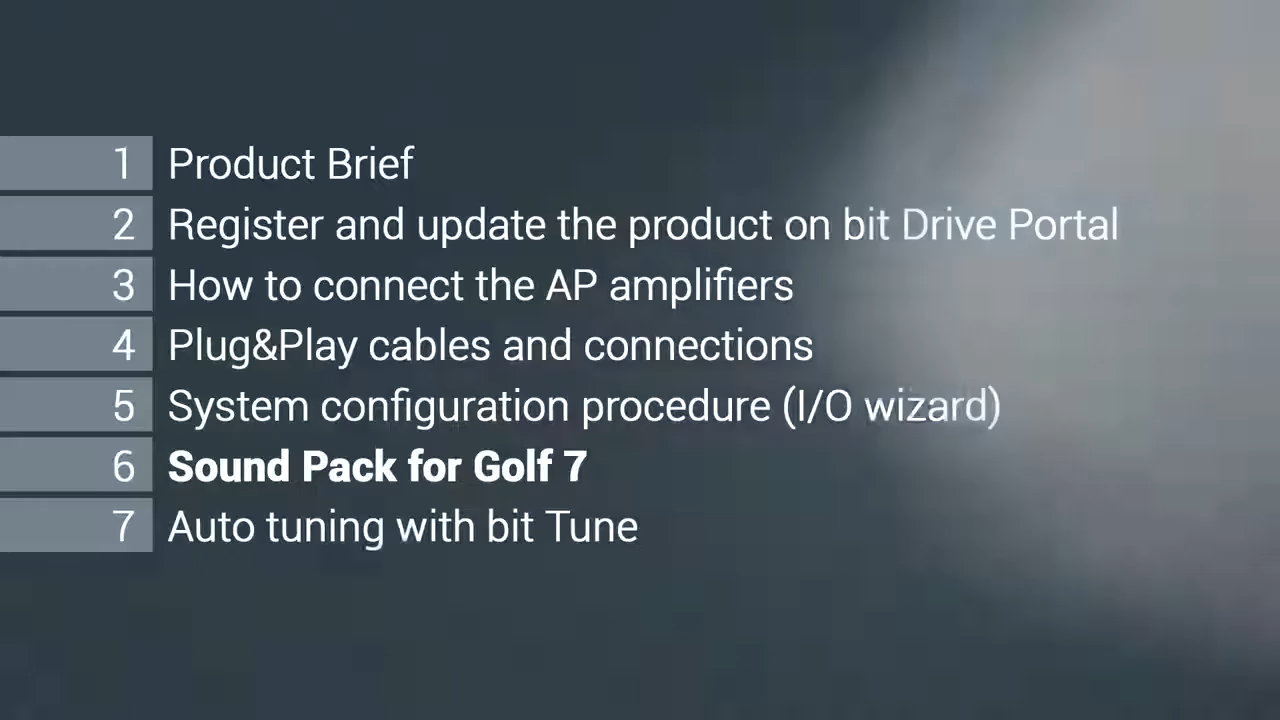 1 Product Brief
2 Register and update the product on bit Drive Portal
3 How to connect the AP amplifiers
4 Plug&Play cables and connections
5 System configuration procedure (I/O wizard)
6 Sound Pack for Golf 7
7 Auto tuning with bit Tune